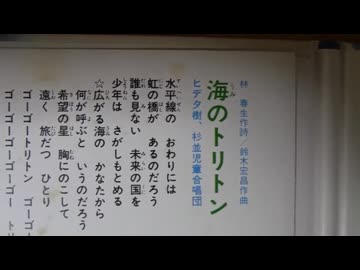 海のトリトン
林 春生作詩/鈴木宏昌作曲
ヒデ夕樹、杉並児童合唱団
水平線の おわりには
虹の橋が あるのだろう
誰も見ない 未来の国を
少年は さがしもとめる
☆広がる海の かなたから
何が呼ぶと いうのだろう
希望の星 胸にのこして
遠く 旅だつ ひとり
ゴーゴートリトン ゴーゴ
ゴーゴーゴーゴーゴー ト